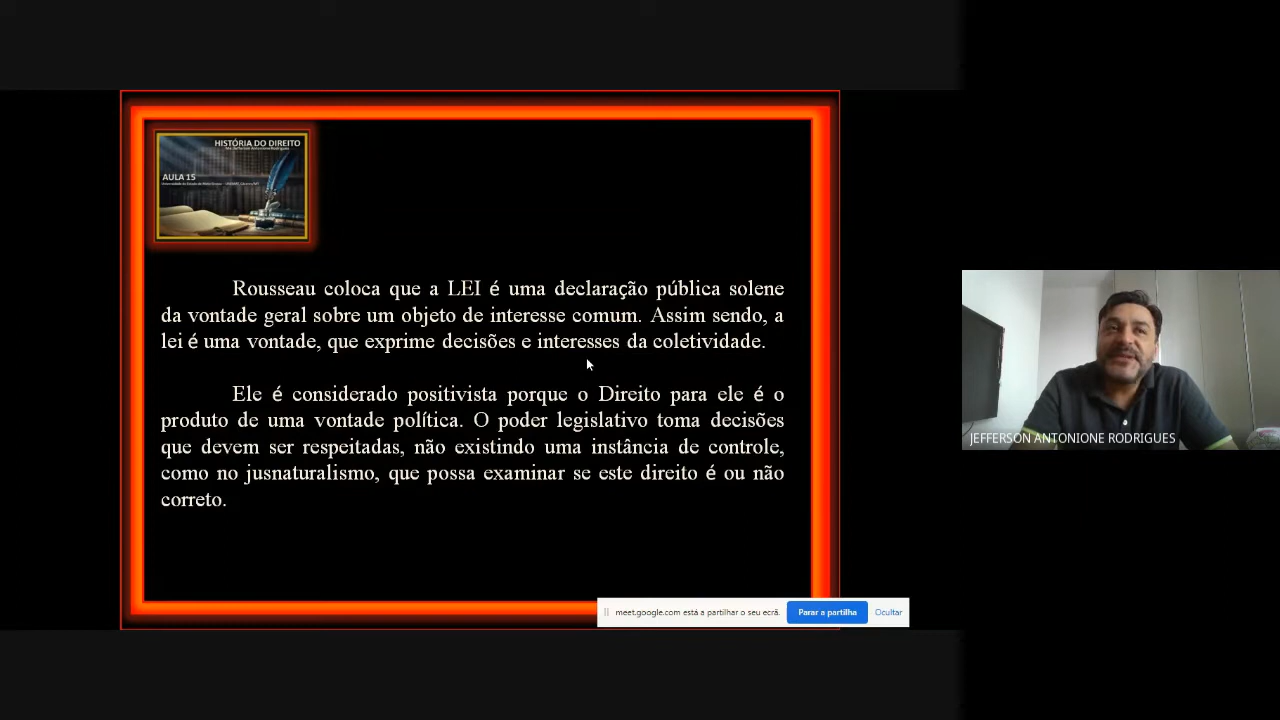 HISTÓRIA DO DIREITO
AULA 15
Rousseau coloca que a LEI é uma declaração pública solene
da vontade geral sobre um objeto de interesse comum. Assim sendo, a
lei é uma vontade, que exprime decisões e interesses da coletividade.
Ele é considerado positivista porque o Direito para ele é o
produto de uma vontade política. O poder legislativo toma decisões
que devem ser respeitadas, não existindo uma instância de controle,
como no jusnaturalismo, que possa examinar se este direito é ou não
correto.
JEFFERSON ANTONIONE RODRIGUES
meet.google.com está a partilhar o seu ecrã.
Parar a partilha
Ocultar